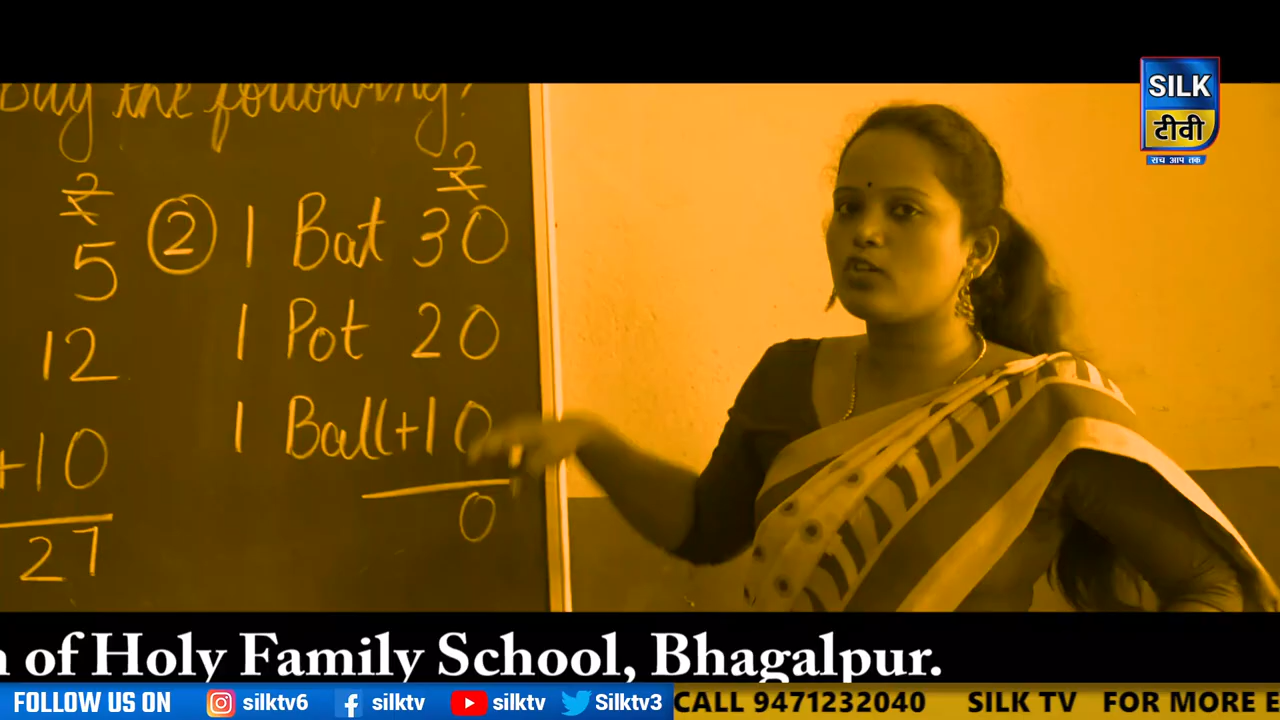 SILK
टीवी
सच आप तक
Buy the following?
₹
5
12
+10
27
② 1 Bat 30
₹
1 Pot 20
1 Ball +10
0
of Holy Family School, Bhagalpur.
FOLLOW US ON silktv6 silktv silktv Silktv3 CALL 9471232040 SILK TV FOR MORE